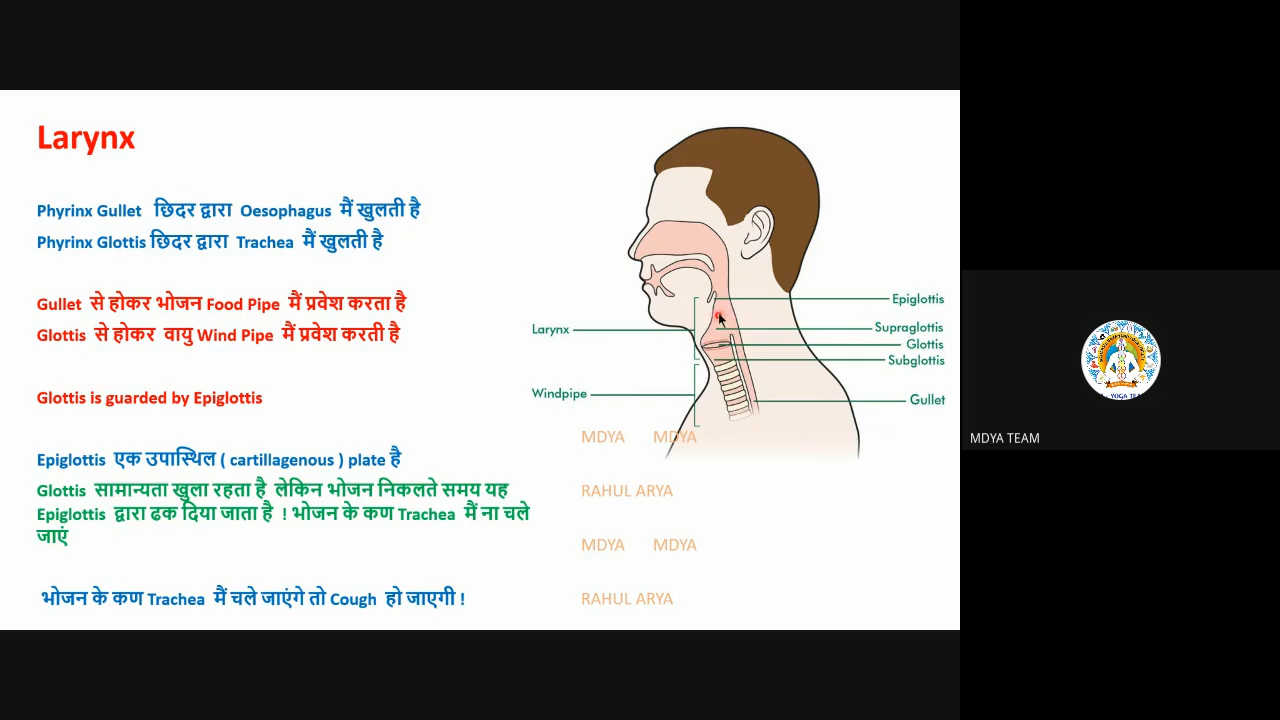 Larynx
Phyrinx Gullet छिदर द्वारा Oesophagus मैं खुलती है
Phyrinx Glottis छिदर द्वारा Trachea मैं खुलती है
Gullet से होकर भोजन Food Pipe मैं प्रवेश करता है
Glottis से होकर वायु Wind Pipe मैं प्रवेश करती है
Glottis is guarded by Epiglottis
Epiglottis एक उपास्थिल ( cartillagenous ) plate है
Glottis सामान्यता खुला रहता है लेकिन भोजन निकलते समय यह
Epiglottis द्वारा ढक दिया जाता है ! भोजन के कण Trachea मैं ना चले
जाएं
भोजन के कण Trachea मैं चले जाएंगे तो Cough हो जाएगी !
Epiglottis
Larynx
Supraglottis
Glottis
Subglottis
Windpipe
Gullet
MDYA MDYA
RAHUL ARYA
MDYA MDYA
RAHUL ARYA
MDYA TEAM